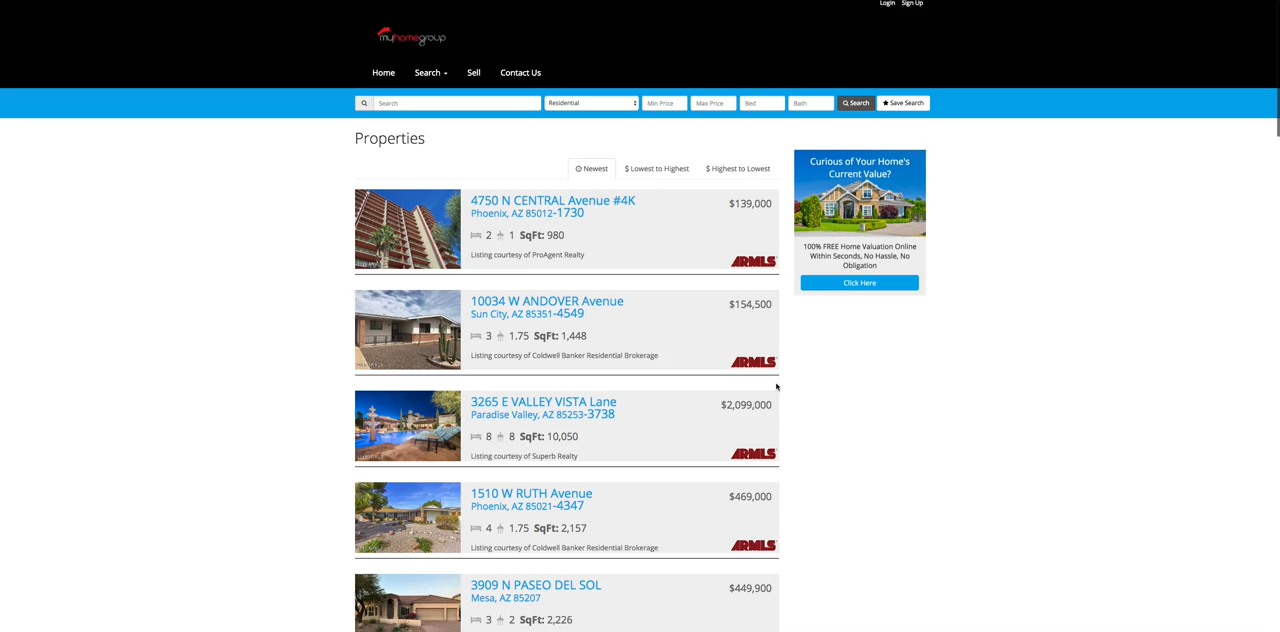 Login Sign Up
myhomegroup
Home Search Sell Contact Us
Search Residential Min Price Max Price Bed Bath Search Save Search
Properties
Newest $ Lowest to Highest $ Highest to Lowest
4750 N CENTRAL Avenue #4K
$139,000
Phoenix, AZ 85012-1730
2 1 SqFt: 980
Listing courtesy of ProAgent Realty
ARMLS
10034 W ANDOVER Avenue
$154,500
Sun City, AZ 85351-4549
3 1.75 SqFt: 1,448
Listing courtesy of Coldwell Banker Residential Brokerage
ARMLS
3265 E VALLEY VISTA Lane
$2,099,000
Paradise Valley, AZ 85253-3738
8 8 SqFt: 10,050
Listing courtesy of Superb Realty
ARMLS
1510 W RUTH Avenue
$469,000
Phoenix, AZ 85021-4347
4 1.75 SqFt: 2,157
Listing courtesy of Coldwell Banker Residential Brokerage
ARMLS
3909 N PASEO DEL SOL
$449,900
Mesa, AZ 85207
3 2 SqFt: 2,226
Curious of Your Home's
Current Value?
100% FREE Home Valuation Online
Within Seconds, No Hassle, No
Obligation
Click Here